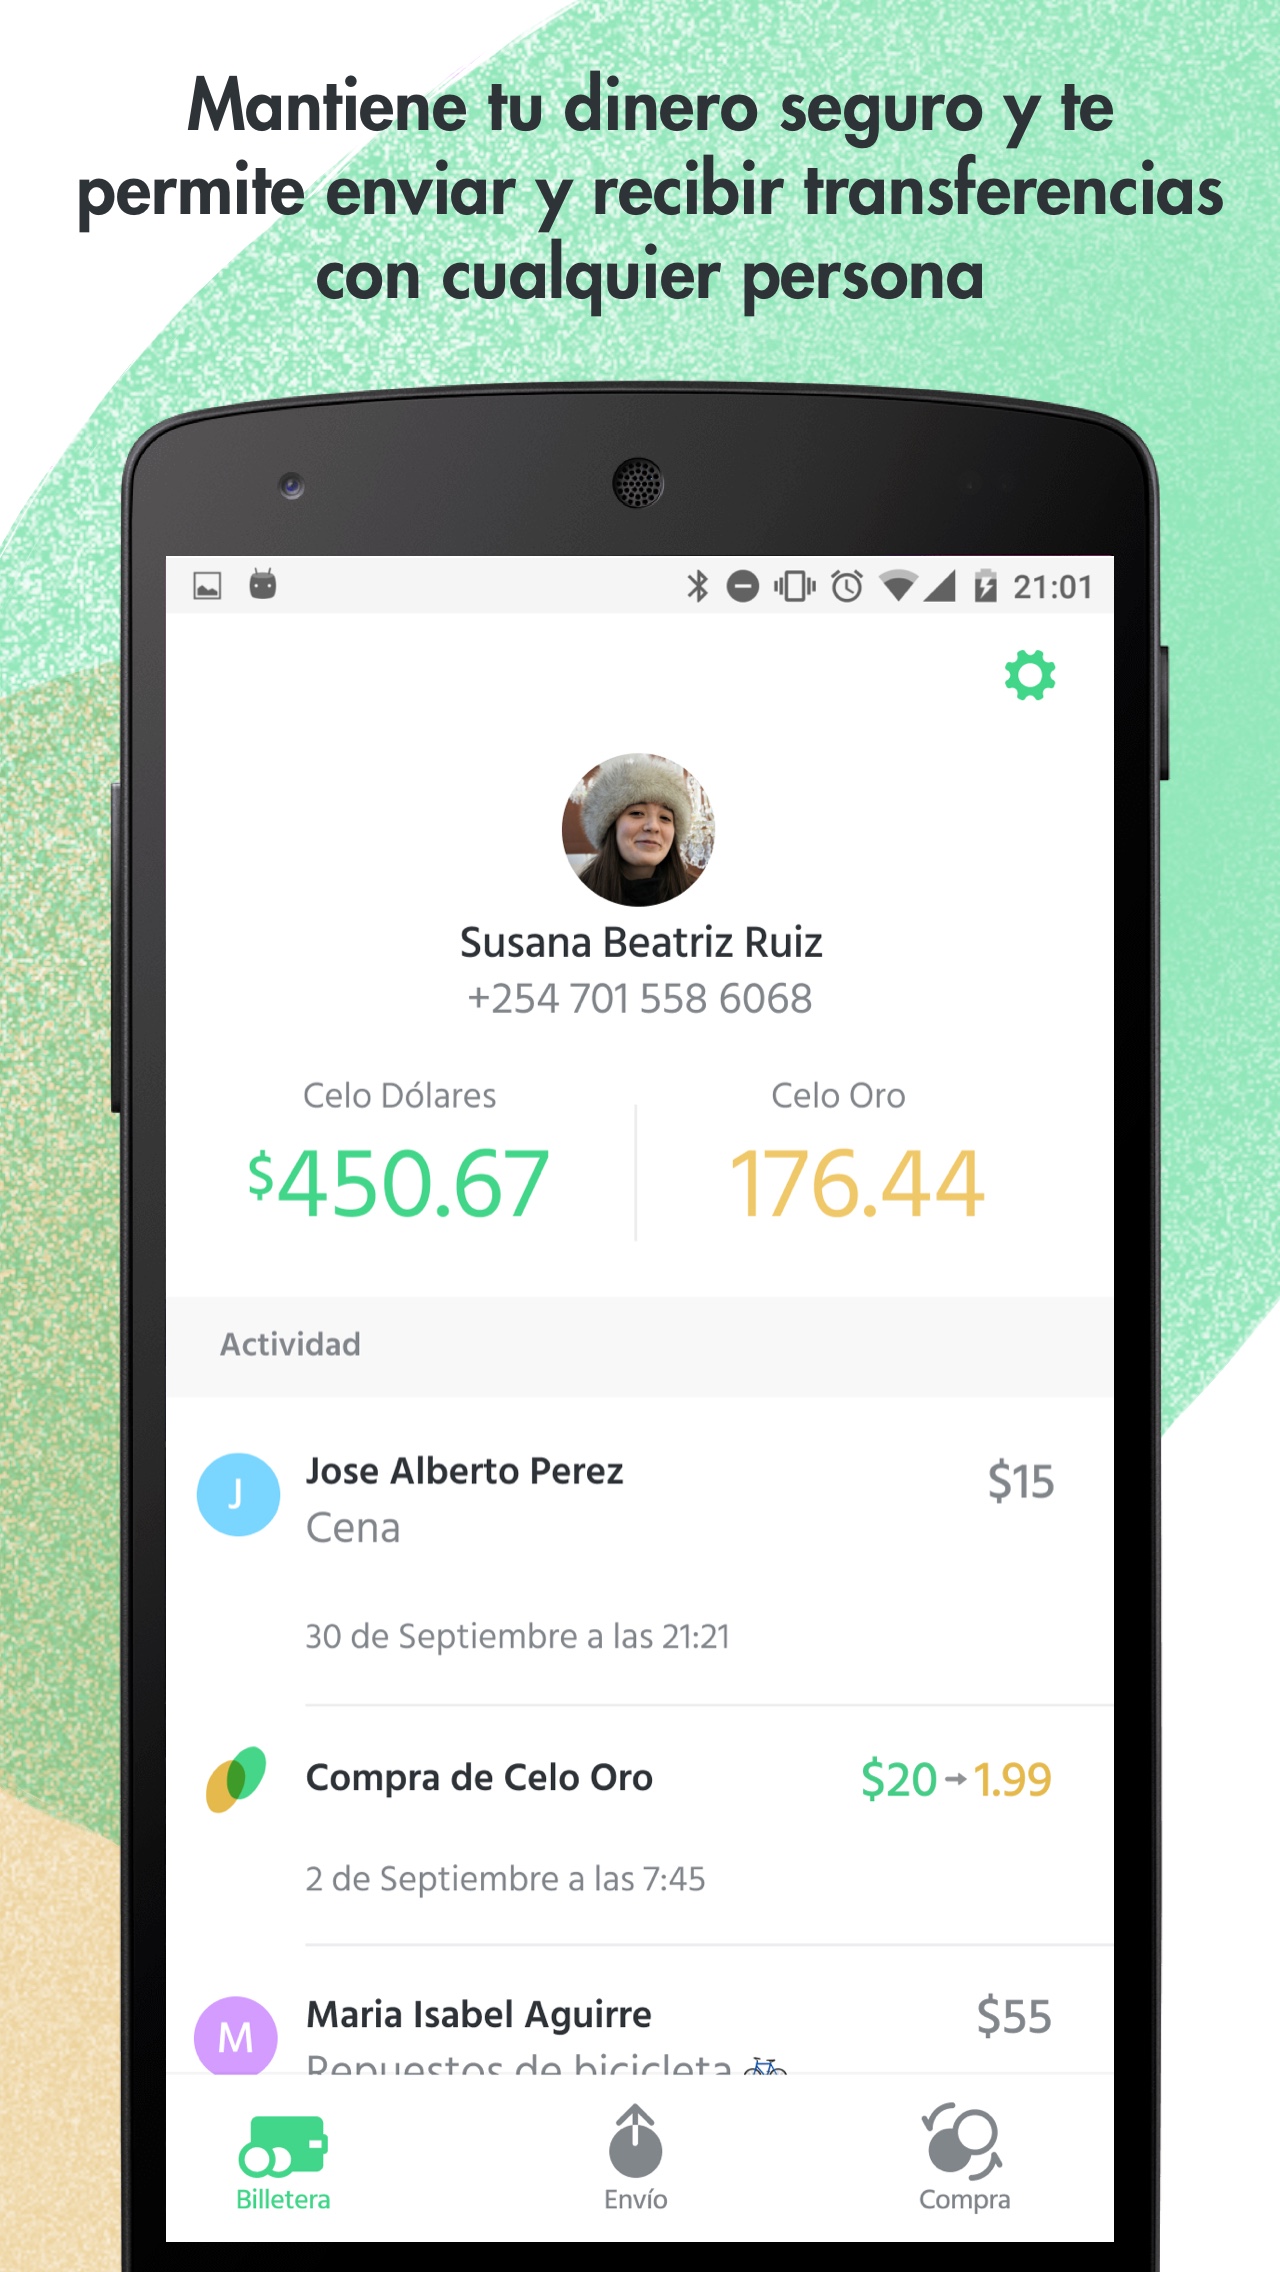 Mantiene tu dinero seguro y te
permite enviar y recibir transferencias
con cualquier persona
21:01
Susana Beatriz Ruiz
+254 701 558 6068
Celo Dólares
Celo Oro
$450.67
176.44
Actividad
J
Jose Alberto Perez
$15
Cena
30 de Septiembre a las 21:21
Compra de Celo Oro
$20→1.99
2 de Septiembre a las 7:45
M
Maria Isabel Aguirre
$55
Repuestos de bicicleta 🚲
Billetera
Envío
Compra